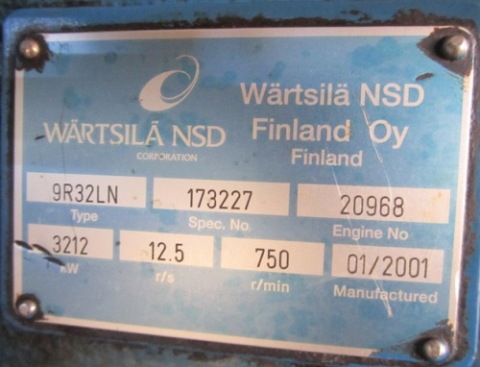 WÄRTSILÄ NSD
CORPORATION
Wärtsilä NSD
Finland Oy
Finland
9R32LN 173227 20968
Type Spec. No. Engine No
3212 12.5 750 01/2001
kW r/s r/min Manufactured